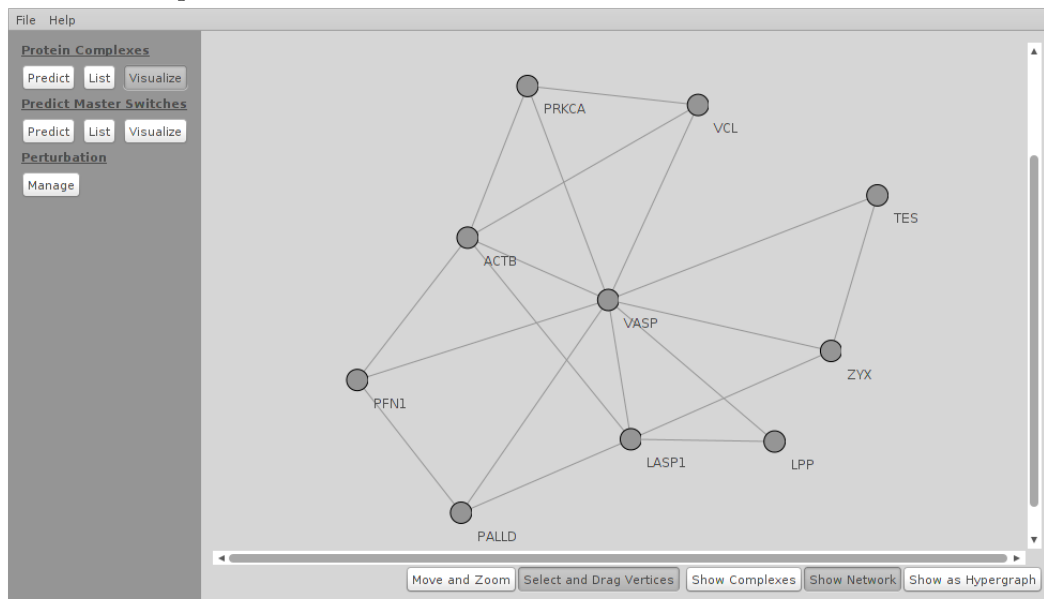 File Help
Protein Complexes
Predict List Visualize
Predict Master Switches
Predict List Visualize
Perturbation
Manage
PRKCA
VCL
TES
ACTB
VASP
ZYX
PFN1
LASP1
LPP
PALLD
Move and Zoom Select and Drag Vertices Show Complexes Show Network Show as Hypergraph